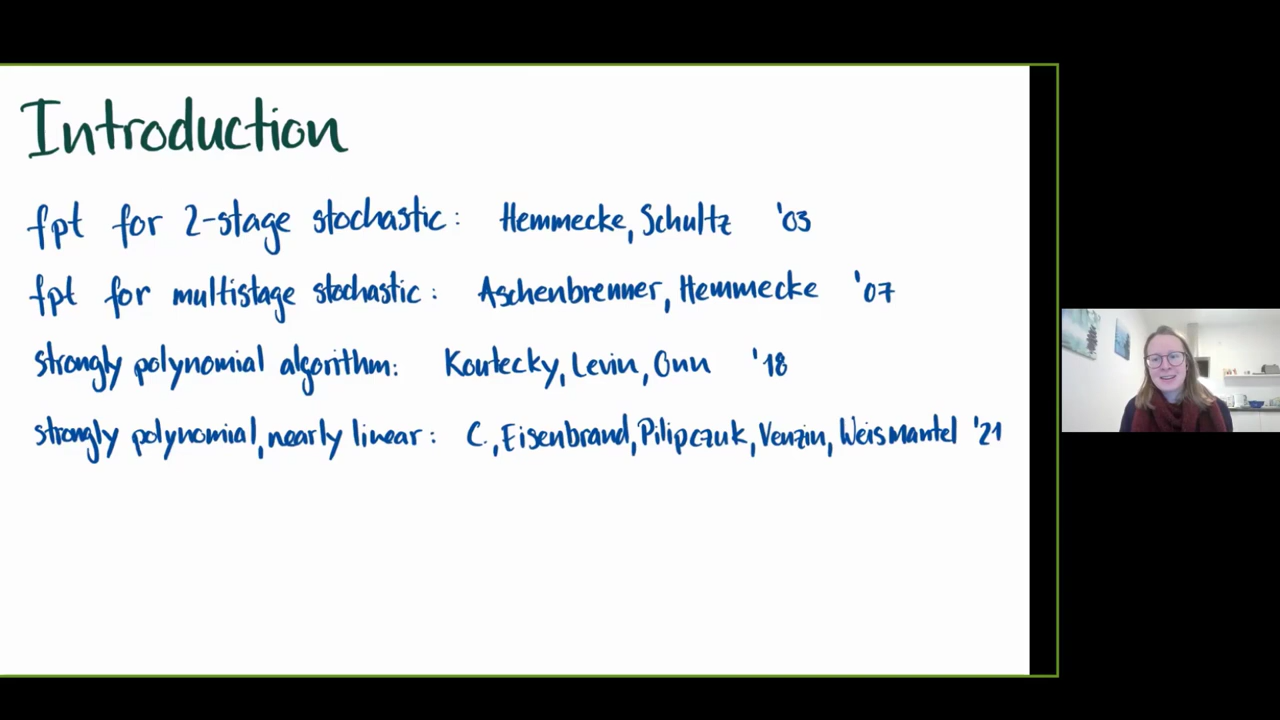 Introduction
fpt for 2-stage stochastic: Hemmecke, Schultz '03
fpt for multistage stochastic: Aschenbrenner, Hemmecke '07
strongly polynomial algorithm: Koutecky, Levin, Onn '18
strongly polynomial, nearly linear: C., Eisenbrand, Pilipczuk, Venzin, Weismantel '21